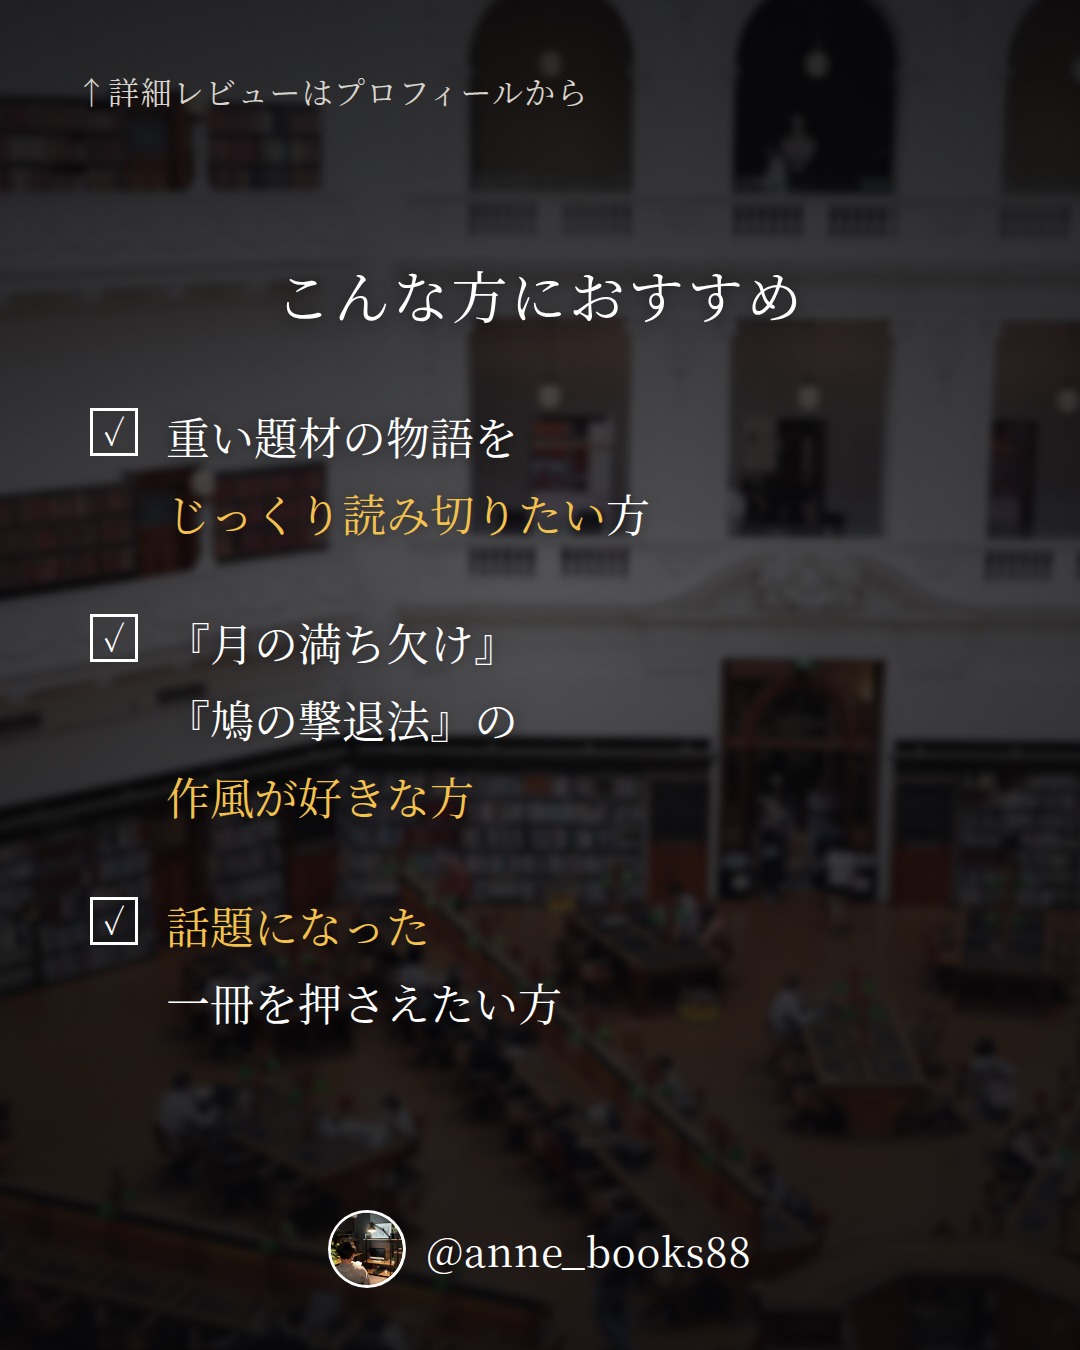 ↑詳細レビューはプロフィールから
こんな方におすすめ
重い題材の物語を
じっくり読み切りたい方
『月の満ち欠け』
『鳩の撃退法』の
作風が好きな方
話題になった
一冊を押さえたい方
@anne_books88